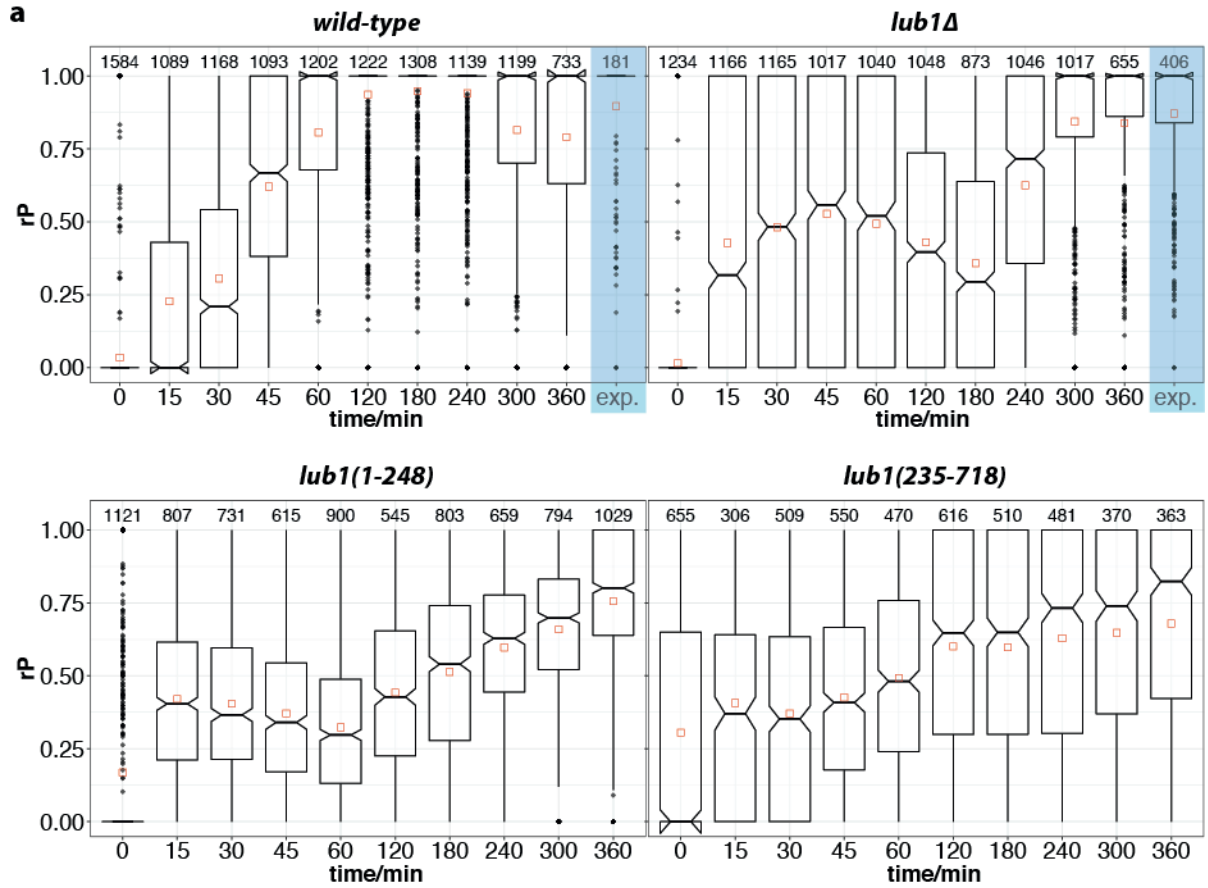 a
wild-type
lub1Δ
1584 1089 1168 1093 1202 1222 1308 1139 1199 733 181
1234 1166 1165 1017 1040 1048 873 1046 1017 655 406
1.00
0.75
rP
0.50
0.25
0.00
0 15 30 45 60 120 180 240 300 360 exp.
time/min
0 15 30 45 60 120 180 240 300 360 exp.
time/min
lub1(1-248)
lub1(235-718)
1121 807 731 615 900 545 803 659 794 1029
655 306 509 550 470 616 510 481 370 363
1.00
0.75
rP
0.50
0.25
0.00
0 15 30 45 60 120 180 240 300 360
time/min
0 15 30 45 60 120 180 240 300 360
time/min